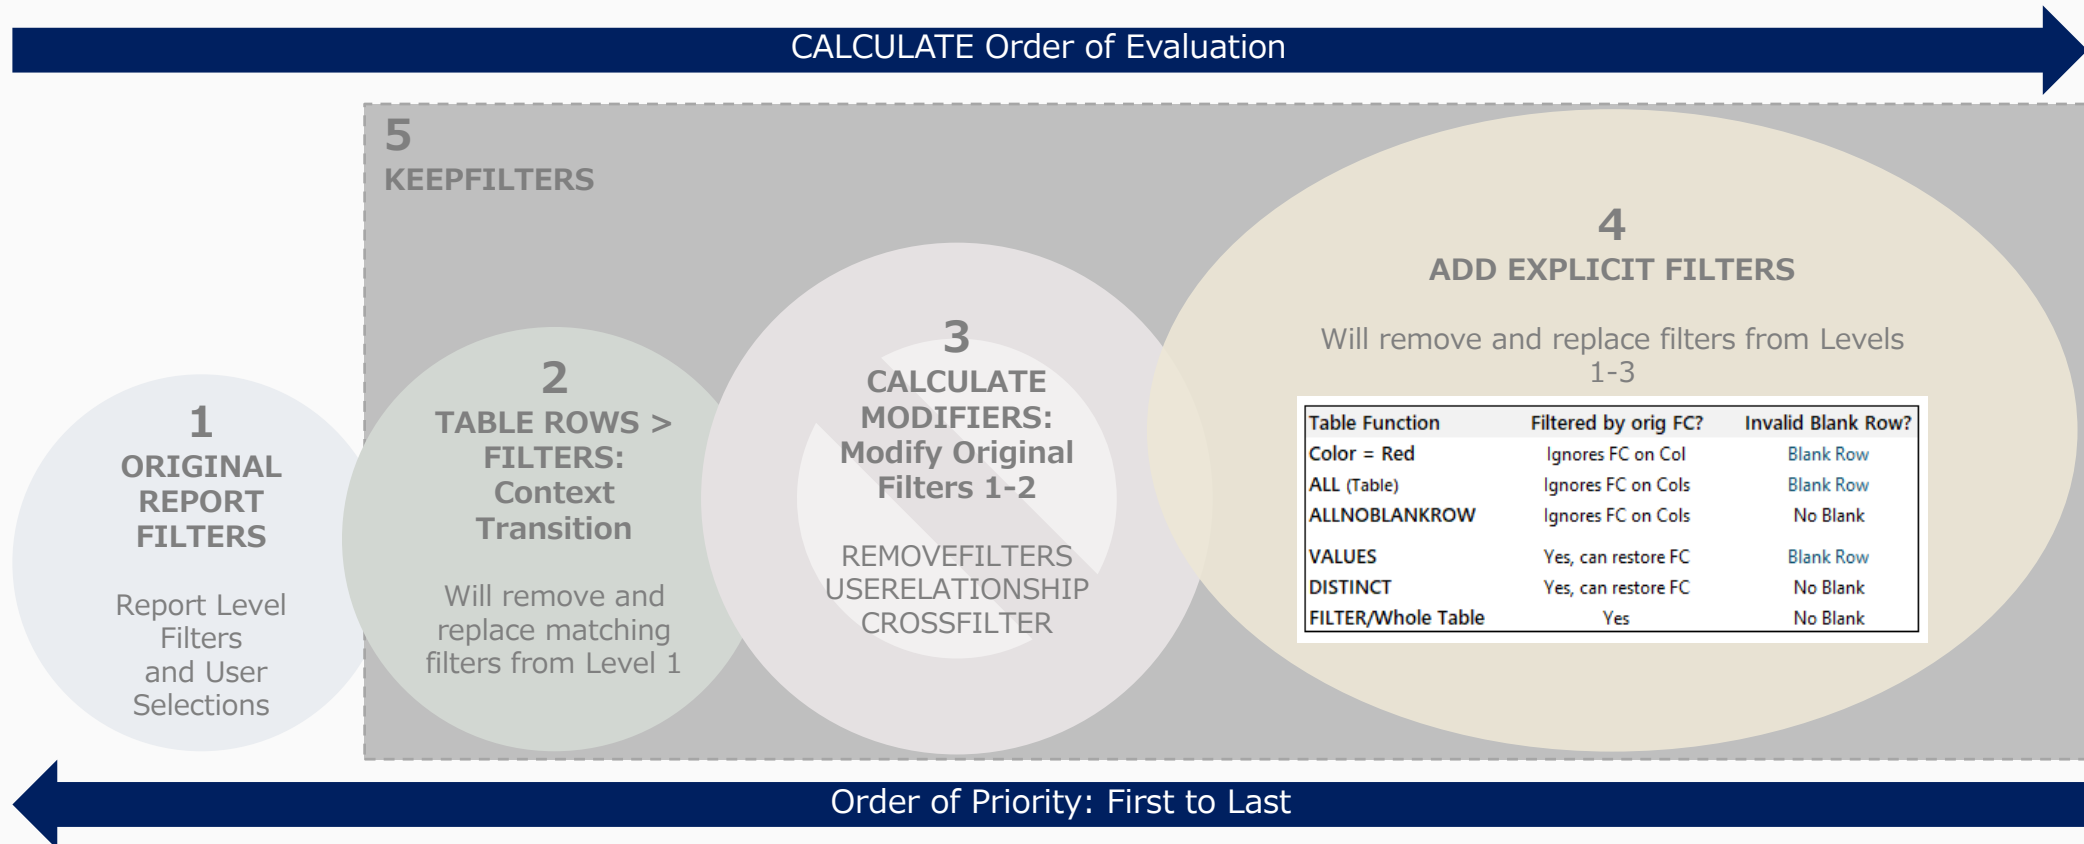 CALCULATE Order of Evaluation
5
KEEPFILTERS
1
ORIGINAL
REPORT
FILTERS
Report Level
Filters
and User
Selections
2
TABLE ROWS >
FILTERS:
Context
Transition
Will remove and
replace matching
filters from Level 1
3
CALCULATE
MODIFIERS:
Modify Original
Filters 1-2
REMOVEFILTERS
USERELATIONSHIP
CROSSFILTER
4
ADD EXPLICIT FILTERS
Will remove and replace filters from Levels
1-3
Table Function Filtered by orig FC? Invalid Blank Row?
Color = Red Ignores FC on Col Blank Row
ALL (Table) Ignores FC on Cols Blank Row
ALLNOBLANKROW Ignores FC on Cols No Blank
VALUES Yes, can restore FC Blank Row
DISTINCT Yes, can restore FC No Blank
FILTER/Whole Table Yes No Blank
Order of Priority: First to Last